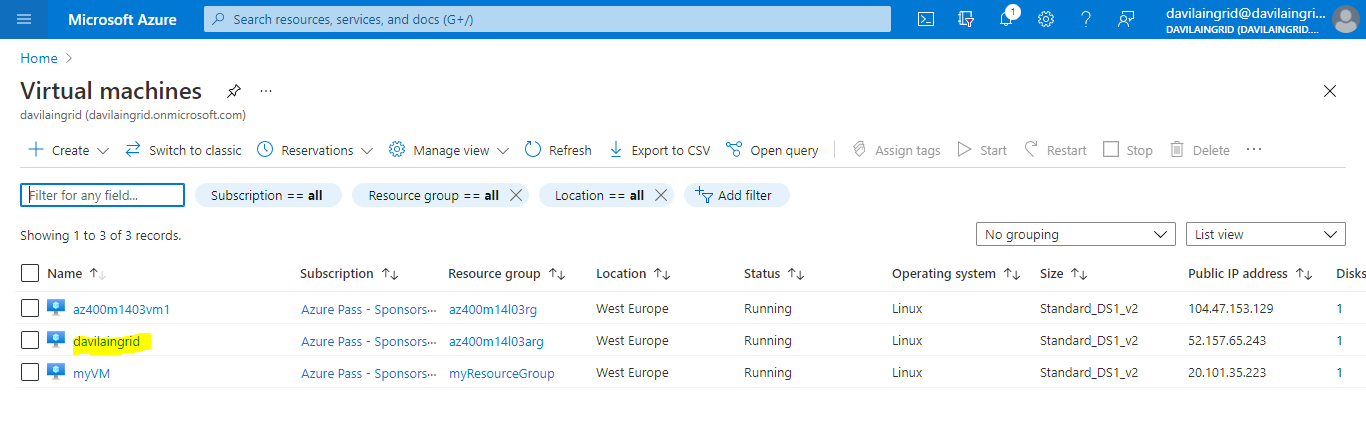 Microsoft Azure
Search resources, services, and docs (G+/)
1
davilaingrid@davilaingri...
DAVILAINGRID (DAVILAINGRID....
Home
Virtual machines
davilaingrid (davilaingrid.onmicrosoft.com)
Create Switch to classic Reservations Manage view Refresh Export to CSV Open query Assign tags Start Restart Stop Delete
Filter for any field... Subscription == all Resource group == all Location == all Add filter
Showing 1 to 3 of 3 records. No grouping List view
Name Subscription Resource group Location Status Operating system Size Public IP address Disks
az400m1403vm1 Azure Pass - Sponsors··· az400m14l03rg West Europe Running Linux Standard_DS1_v2 104.47.153.129 1
davilaingrid Azure Pass - Sponsors··· az400m14l03arg West Europe Running Linux Standard_DS1_v2 52.157.65.243 1
myVM Azure Pass - Sponsors··· myResourceGroup West Europe Running Linux Standard_DS1_v2 20.101.35.223 1